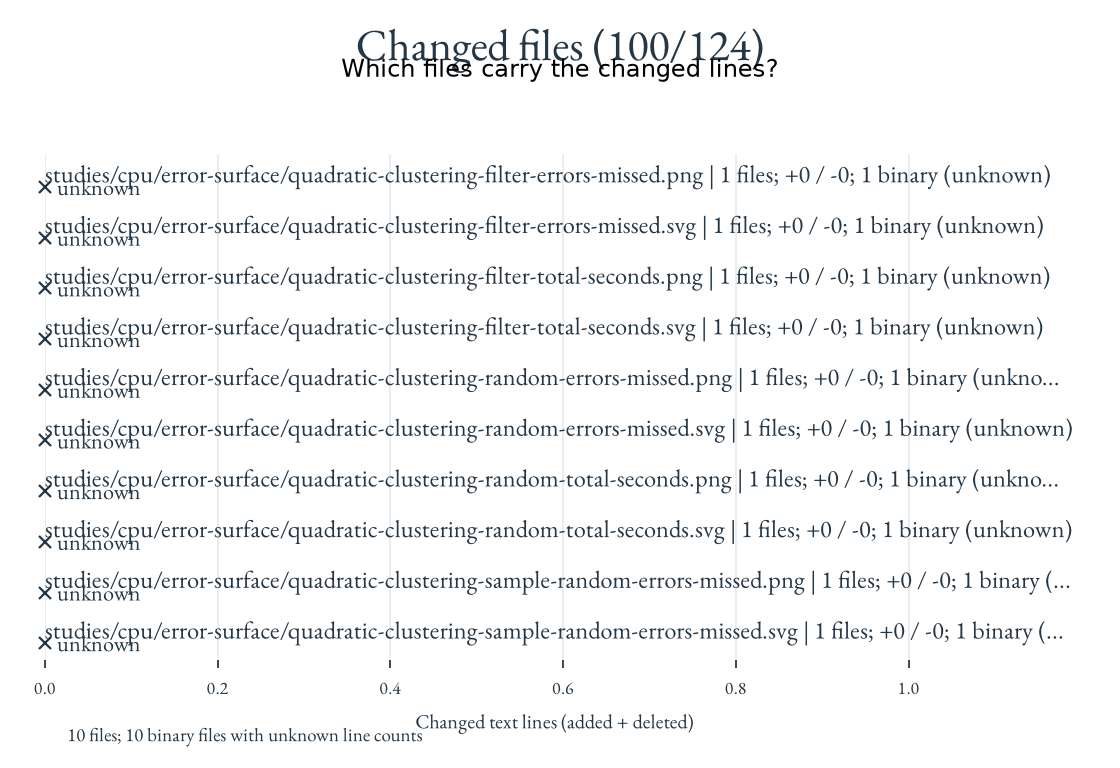 Changed files (100/124)
Which files carry the changed lines?
studies/cpu/error-surface/quadratic-clustering-filter-errors-missed.png | 1 files; +0 / -0; 1 binary (unknown)
unknown
studies/cpu/error-surface/quadratic-clustering-filter-errors-missed.svg | 1 files; +0 / -0; 1 binary (unknown)
unknown
studies/cpu/error-surface/quadratic-clustering-filter-total-seconds.png | 1 files; +0 / -0; 1 binary (unknown)
unknown
studies/cpu/error-surface/quadratic-clustering-filter-total-seconds.svg | 1 files; +0 / -0; 1 binary (unknown)
unknown
studies/cpu/error-surface/quadratic-clustering-random-errors-missed.png | 1 files; +0 / -0; 1 binary (unkno...
unknown
studies/cpu/error-surface/quadratic-clustering-random-errors-missed.svg | 1 files; +0 / -0; 1 binary (unknown)
unknown
studies/cpu/error-surface/quadratic-clustering-random-total-seconds.png | 1 files; +0 / -0; 1 binary (unkno...
unknown
studies/cpu/error-surface/quadratic-clustering-random-total-seconds.svg | 1 files; +0 / -0; 1 binary (unknown)
unknown
studies/cpu/error-surface/quadratic-clustering-sample-random-errors-missed.png | 1 files; +0 / -0; 1 binary (...
unknown
studies/cpu/error-surface/quadratic-clustering-sample-random-errors-missed.svg | 1 files; +0 / -0; 1 binary (...
unknown
0.0 0.2 0.4 0.6 0.8 1.0
Changed text lines (added + deleted)
10 files; 10 binary files with unknown line counts